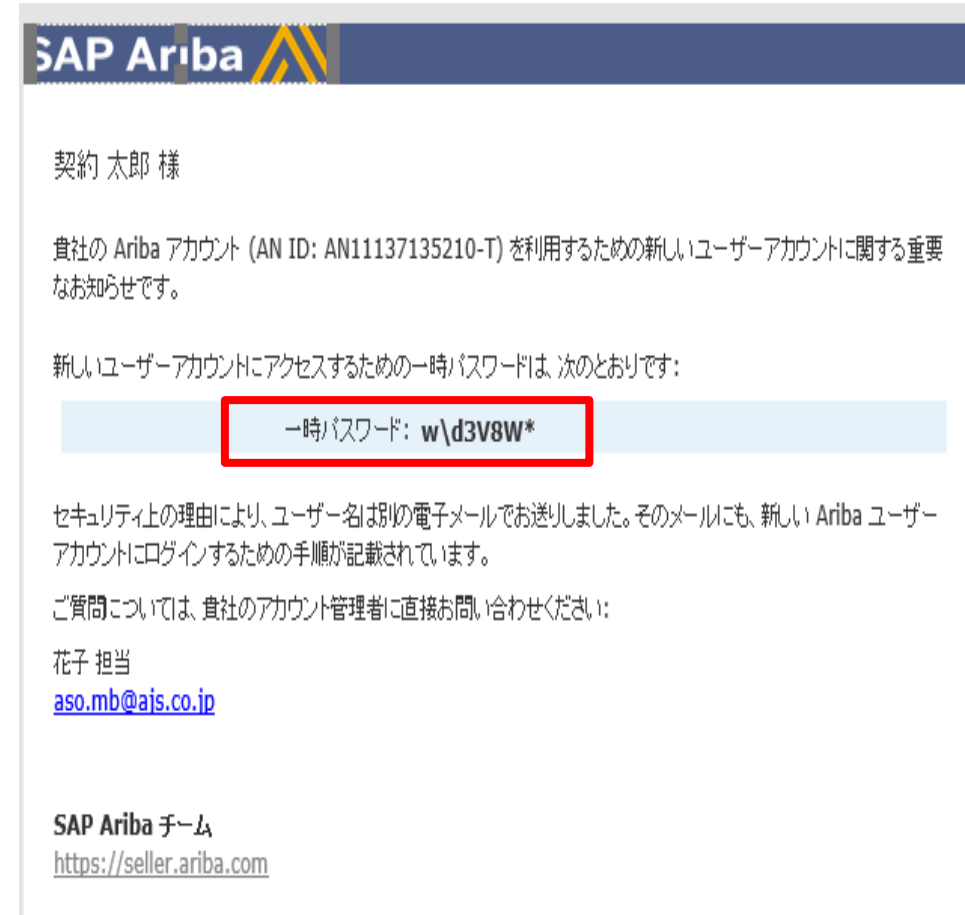 SAP Ariba
契約 太郎 様
貴社の Ariba アカウント (AN ID: AN11137135210-T) を利用するための新しいユーザーアカウントに関する重要
なお知らせです。
新しいユーザーアカウントにアクセスするための一時パスワードは、次のとおりです:
一時パスワード: w\d3V8W*
セキュリティ上の理由により、ユーザー名は別の電子メールでお送りしました。そのメールにも、新しい Ariba ユーザー
アカウントにログインするための手順が記載されています。
ご質問については、貴社のアカウント管理者に直接お問い合わせください:
花子 担当
aso.mb@ajs.co.jp
SAP Ariba チーム
https://seller.ariba.com